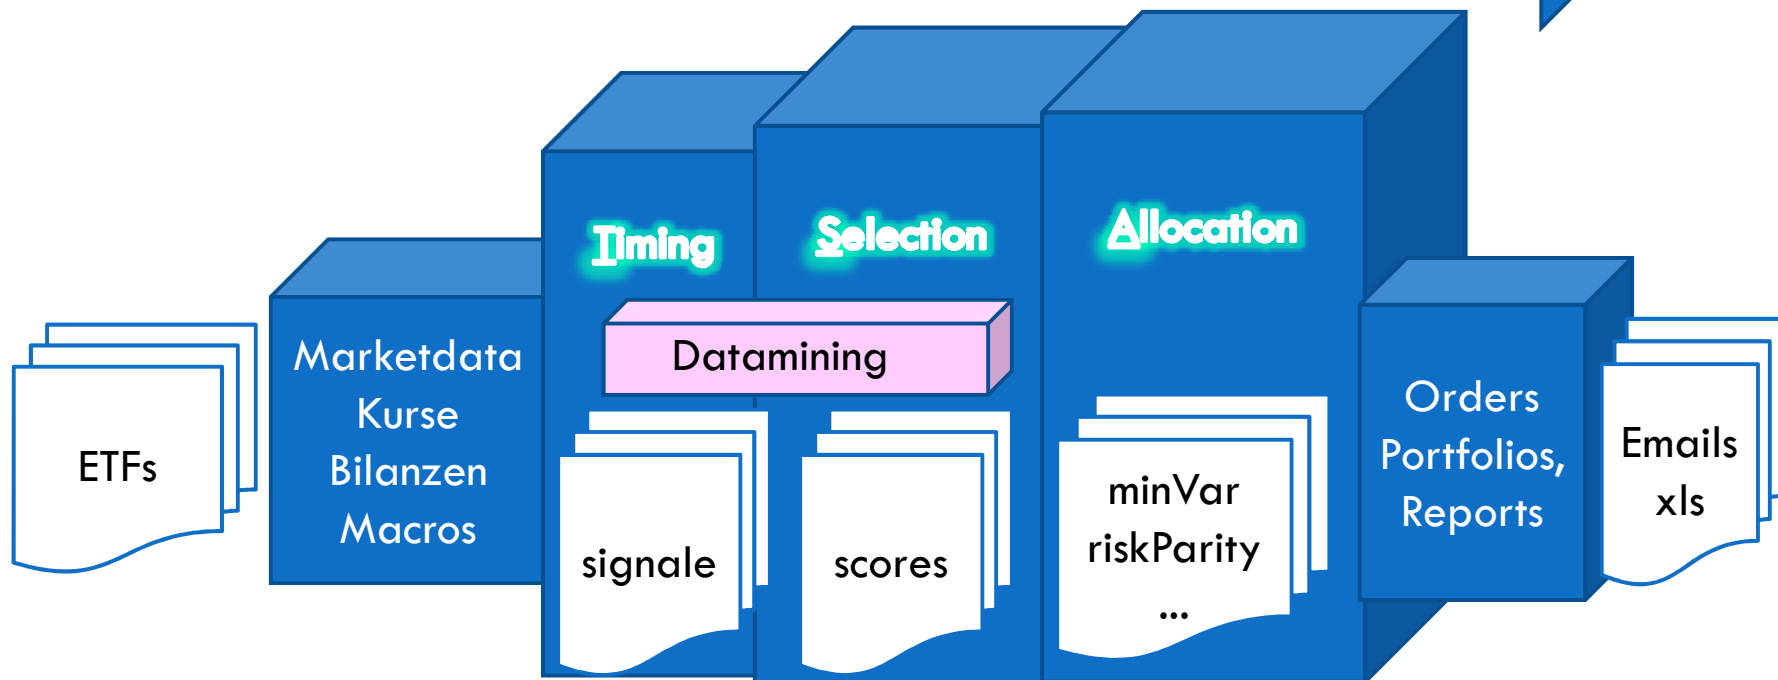 ETFs
Marketdata
Kurse
Bilanzen
Macros
Timing
Selection
Allocation
Datamining
signale
scores
minVar
riskParity
...
Orders
Portfolios,
Reports
Emails
xls